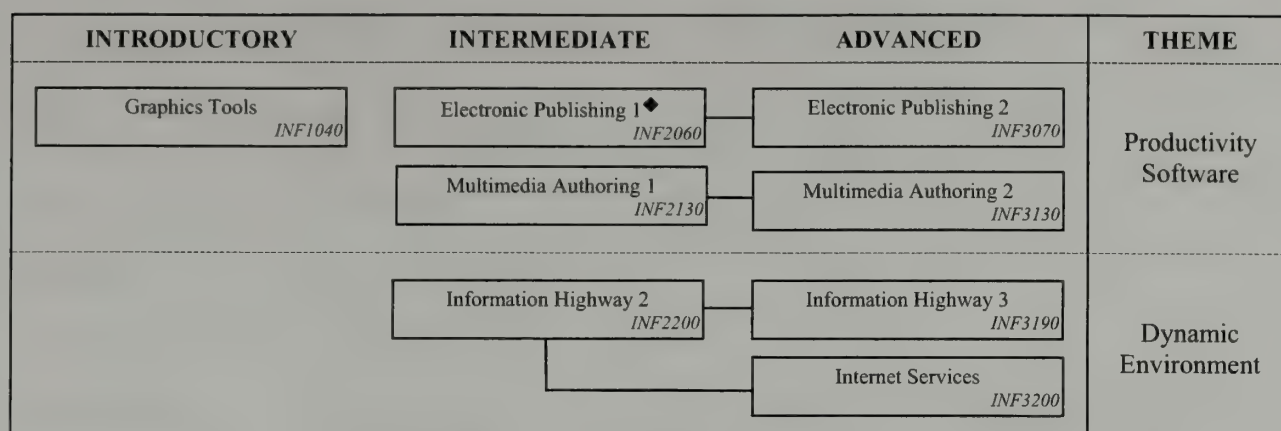 INTRODUCTORY INTERMEDIATE ADVANCED THEME
Graphics Tools
INF1040
Electronic Publishing 1◆
INF2060
Electronic Publishing 2
INF3070
Productivity
Software
Multimedia Authoring 1
INF2130
Multimedia Authoring 2
INF3130
Information Highway 2
INF2200
Information Highway 3
INF3190
Dynamic
Environment
Internet Services
INF3200